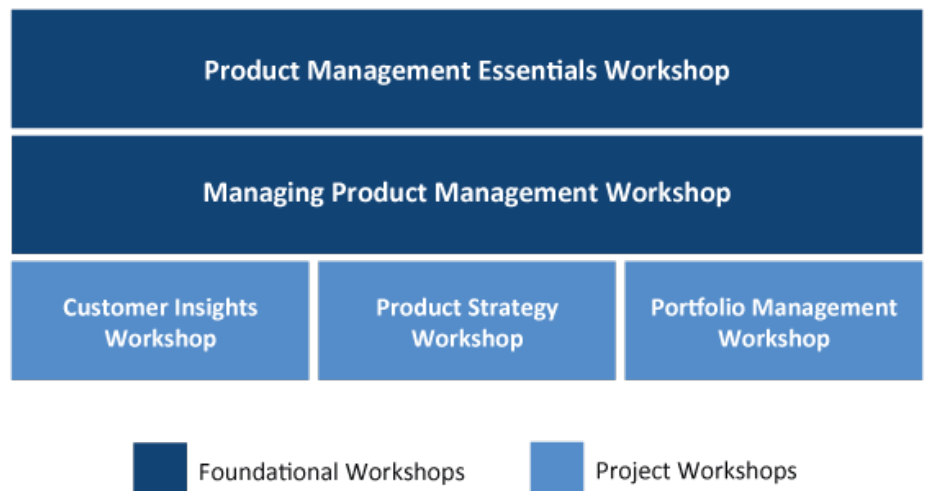 Product Management Essentials Workshop
Managing Product Management Workshop
Customer Insights
Workshop
Product Strategy
Workshop
Portfolio Management
Workshop
Foundational Workshops
Project Workshops